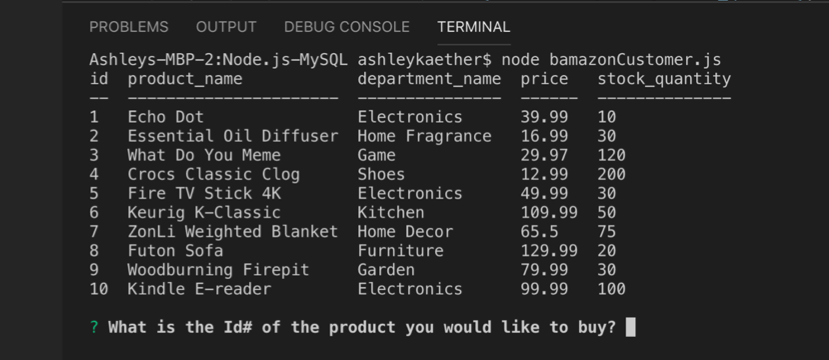 PROBLEMS OUTPUT DEBUG CONSOLE TERMINAL
Ashleys-MBP-2:Node.js-MySQL ashleykaether$ node bamazonCustomer.js
id product_name department_name price stock_quantity
-- ---------------------- --------------- ------ --------------
1 Echo Dot Electronics 39.99 10
2 Essential Oil Diffuser Home Fragrance 16.99 30
3 What Do You Meme Game 29.97 120
4 Crocs Classic Clog Shoes 12.99 200
5 Fire TV Stick 4K Electronics 49.99 30
6 Keurig K-Classic Kitchen 109.99 50
7 ZonLi Weighted Blanket Home Decor 65.5 75
8 Futon Sofa Furniture 129.99 20
9 Woodburning Firepit Garden 79.99 30
10 Kindle E-reader Electronics 99.99 100
? What is the Id# of the product you would like to buy?